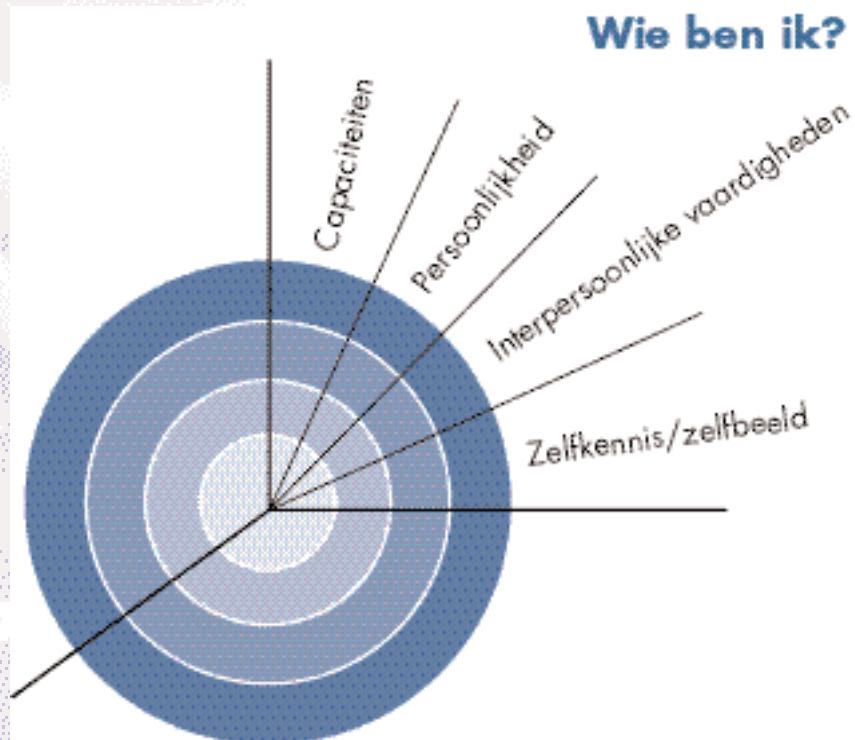 Wie ben ik?
Capaciteiten
Persoonlijkheid
Interpersoonlijke vaardigheden
Zelfkennis/zelfbeeld